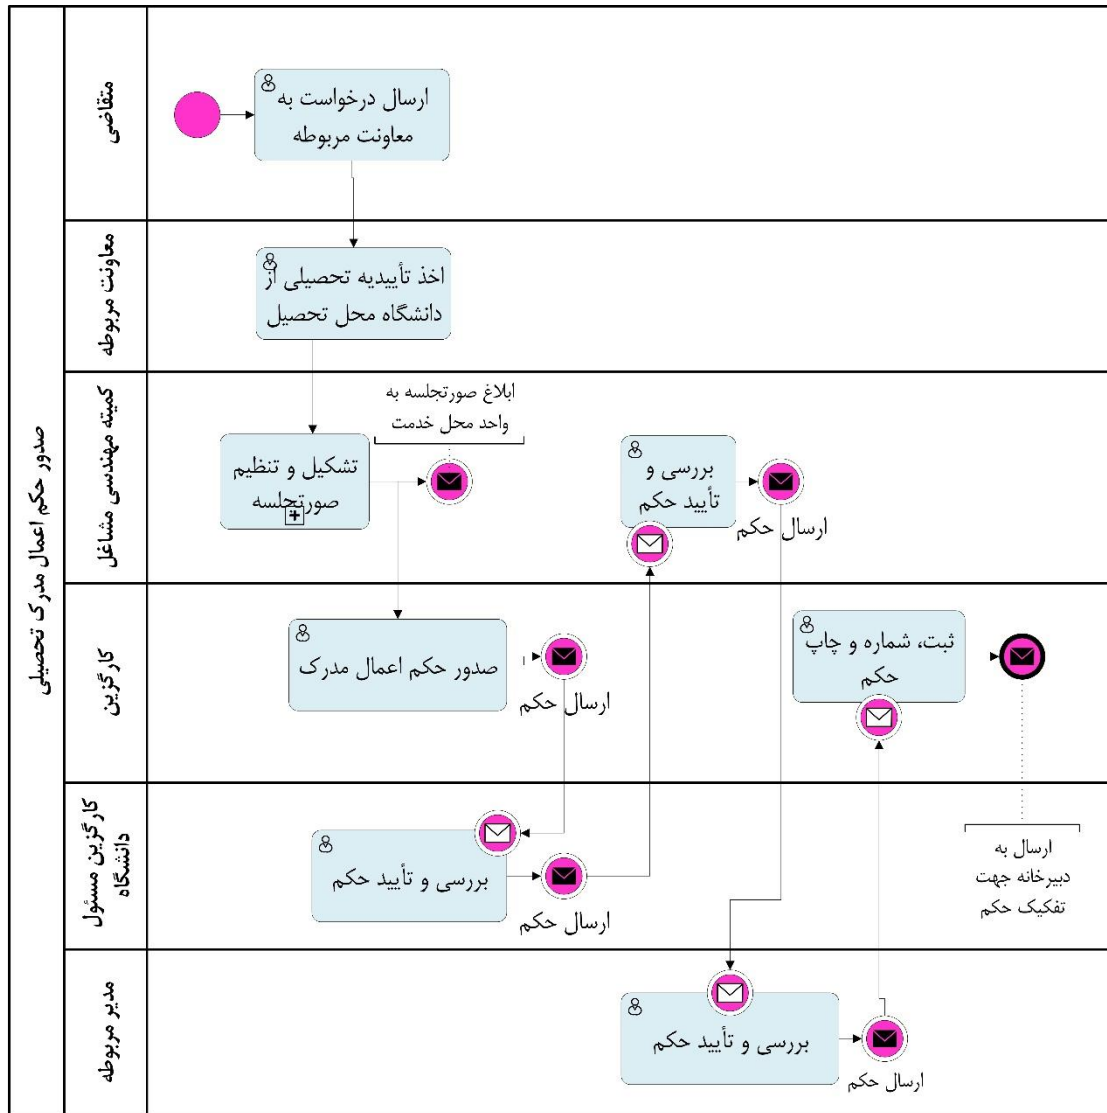 صدور حکم اعمال مدرک تحصیلی
متقاضی
ارسال درخواست به
معاونت مربوطه
معاونت مربوطه
اخذ تأییدیه تحصیلی از
دانشگاه محل تحصیل
کمیته مهندسی مشاغل
تشکیل و تنظیم
صورتجلسه
ابلاغ صورتجلسه به
واحد محل خدمت
بررسی و
تأیید حکم
ارسال حکم
کارگزین
صدور حکم اعمال مدرک
ارسال حکم
ثبت، شماره و چاپ
حکم
ارسال به
دبیرخانه جهت
تفکیک حکم
کارگزین مسئول
دانشگاه
بررسی و تأیید حکم
ارسال حکم
مدیر مربوطه
بررسی و تأیید حکم
ارسال حکم